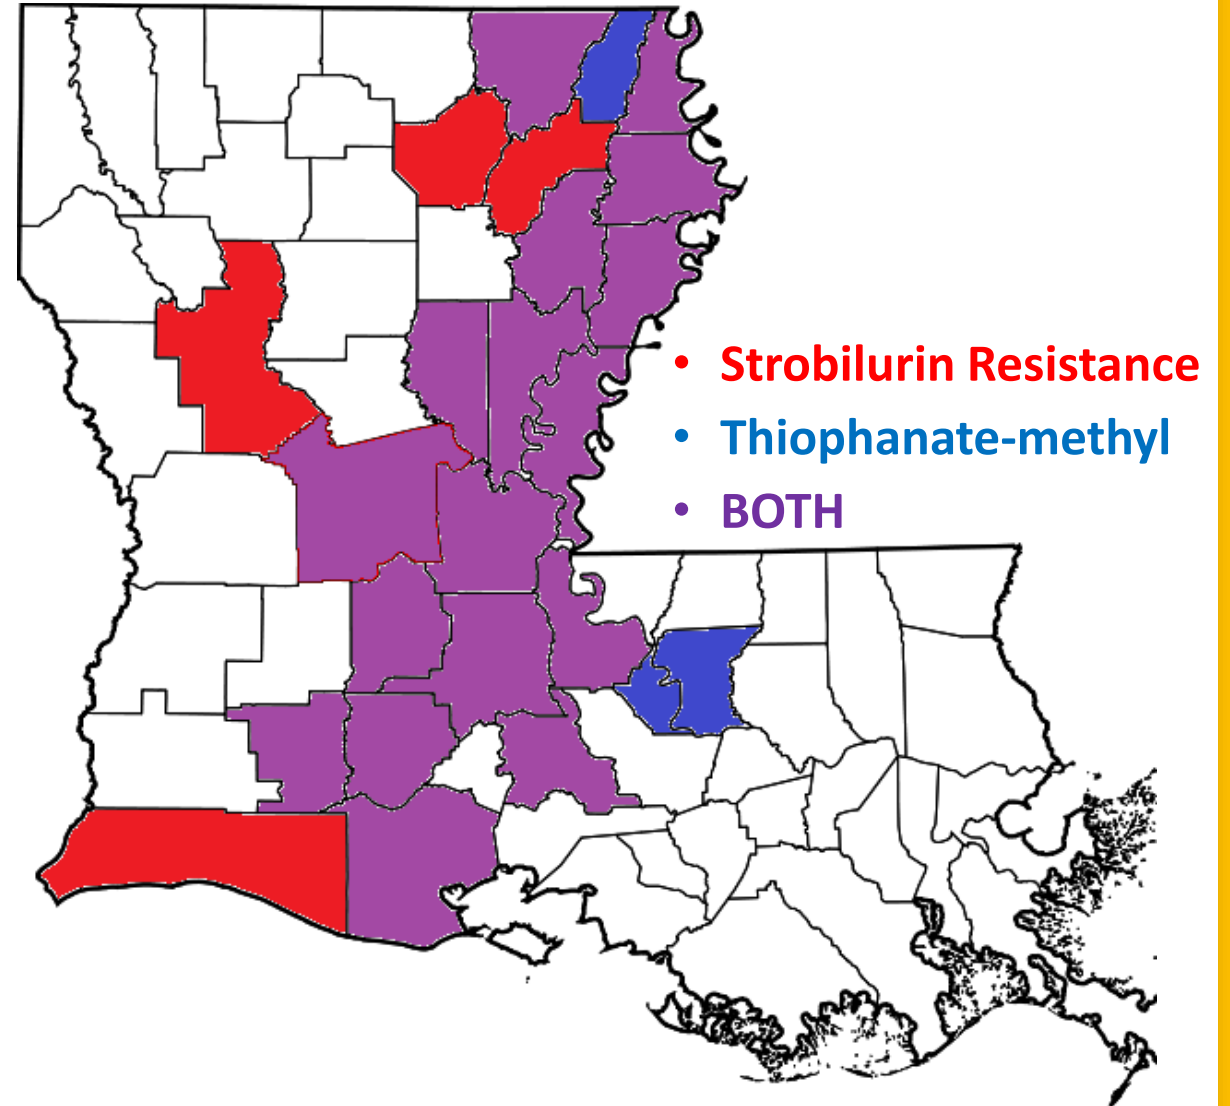 • Strobilurin Resistance
• Thiophanate-methyl
• BOTH